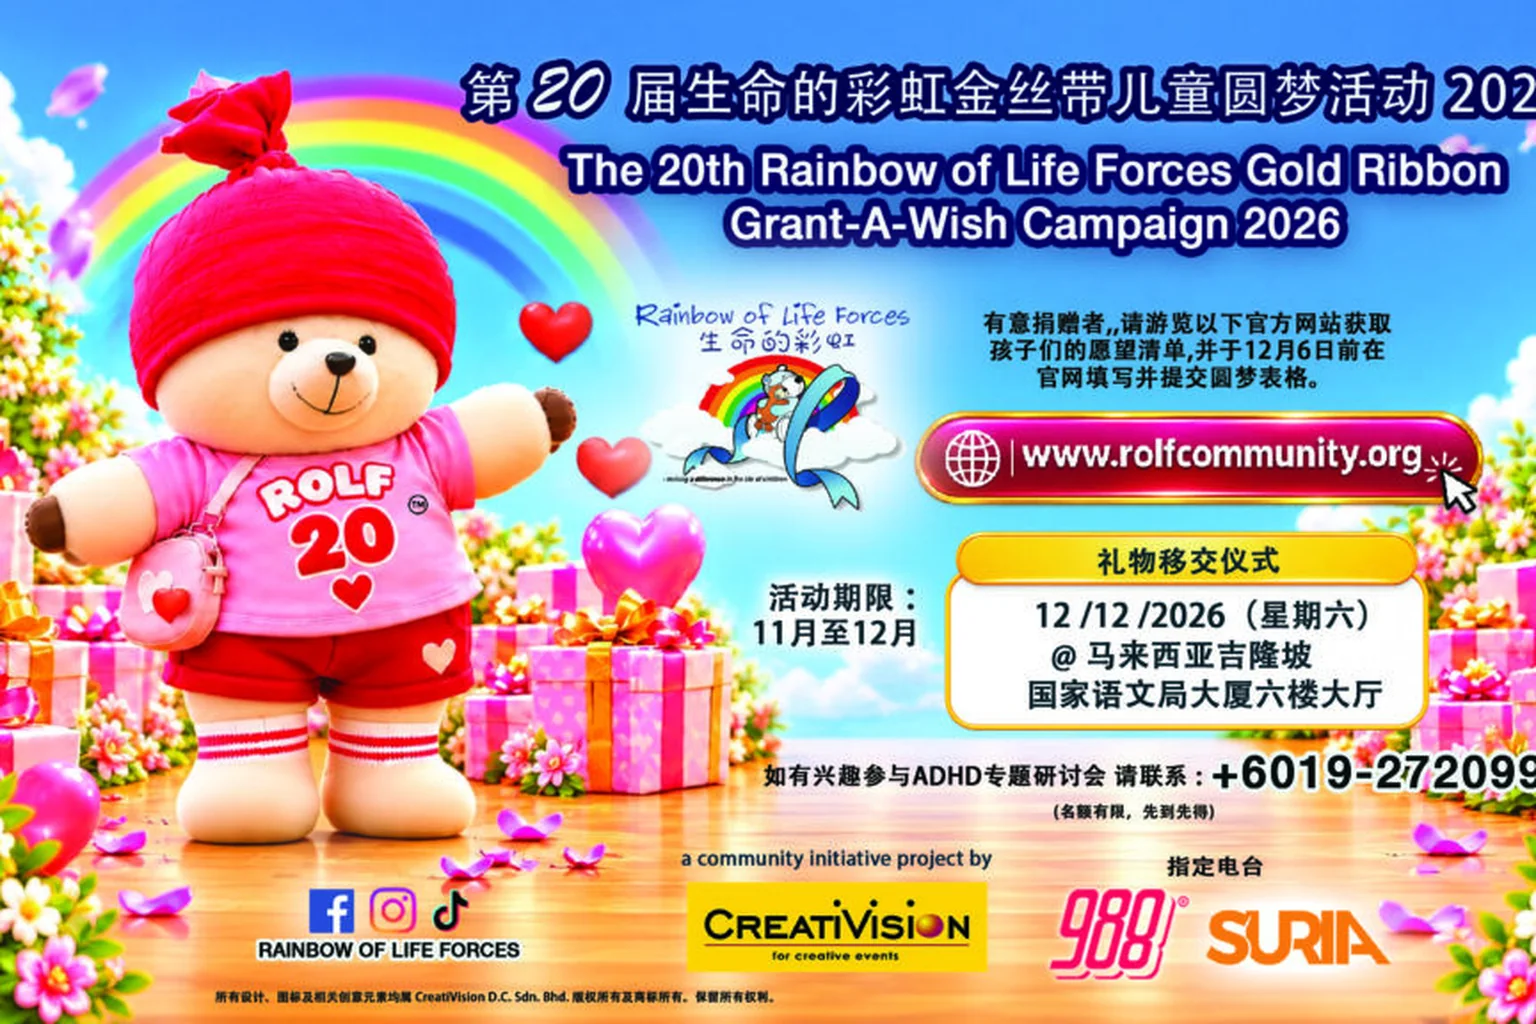 第 20 届生命的彩虹金丝带儿童圆梦活动 202
The 20th Rainbow of Life Forces Gold Ribbon
Grant-A-Wish Campaign 2026
Rainbow of Life Forces
生命的彩虹
有意捐赠者,,请游览以下官方网站获取
孩子们的愿望清单,并于12月6日前在
官网填写并提交圆梦表格。
www.rolfcommunity.org
ROLF
20
TM
礼物移交仪式
12 /12 /2026（星期六）
@ 马来西亚吉隆坡
国家语文局大厦六楼大厅
活动期限：
11月至12月
如有兴趣参与ADHD专题研讨会 请联系：+6019-272099
(名额有限，先到先得)
a community initiative project by
CREATIVISION
for creative events
指定电台
988®
SURIA
RAINBOW OF LIFE FORCES
所有设计、图标及相关创意元素均属 CreatiVision D.C. Sdn. Bhd. 版权所有及商标所有。保留所有权利。